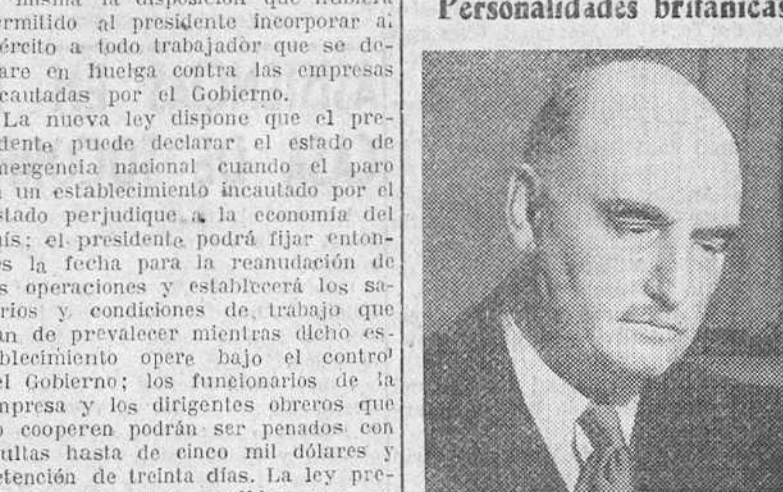 misma la disposición que hubiera
ermitido al presidente incorporar al
ército a todo trabajador que se de-
are en huelga contra las empresas
cautadas por el Gobierno.
La nueva ley dispone que el pre-
dente puede declarar el estado de
mergencia nacional cuando el paro
n un establecimiento incautado por el
stado perjudique a la economía del
ís; el presidente podrá fijar enton-
es la fecha para la reanudación de
s operaciones y establecerá los sa-
rios y condiciones de trabajo que
an de prevalecer mientras dicho es-
blecimiento opere bajo el control
el Gobierno; los funcionarios de la
mpresa y los dirigentes obreros que
o cooperen podrán ser penados con
ultas hasta de cinco mil dólares y
etención de treinta días. La ley pre-
Personalidades británicas